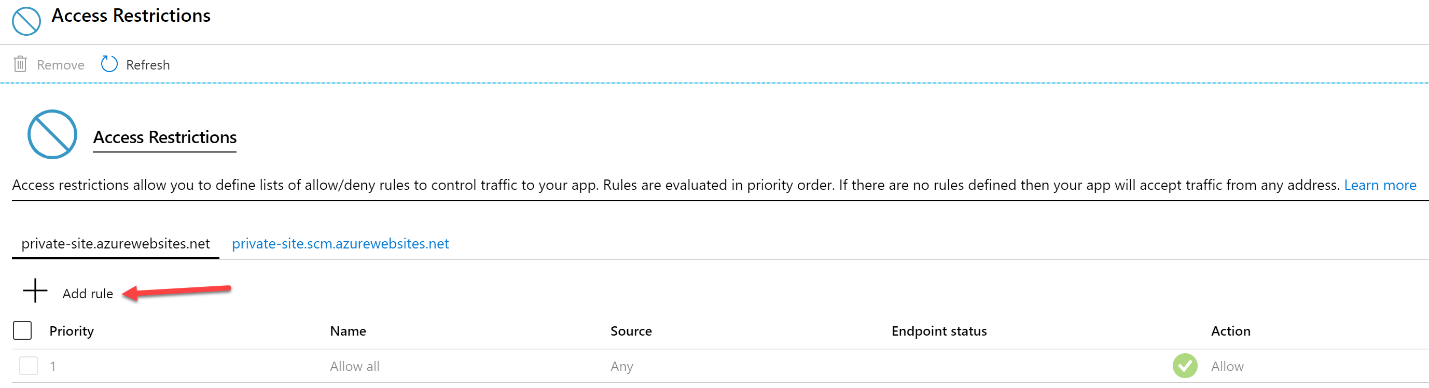 Access Restrictions
Remove Refresh
Access Restrictions
Access restrictions allow you to define lists of allow/deny rules to control traffic to your app. Rules are evaluated in priority order. If there are no rules defined then your app will accept traffic from any address. Learn more
private-site.azurewebsites.net private-site.scm.azurewebsites.net
Add rule
Priority Name Source Endpoint status Action
1 Allow all Any Allow